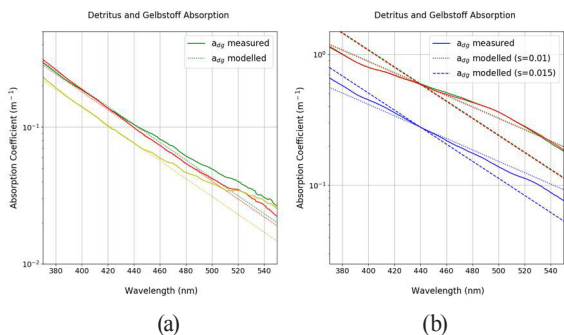 Detritus and Gelbstoff Absorption
a_dg measured
a_dg modelled
10⁻¹
10⁻²
Absorption Coefficient (m⁻¹)
380 400 420 440 460 480 500 520 540
Wavelength (nm)
(a)
Detritus and Gelbstoff Absorption
a_dg measured
a_dg modelled (s=0.01)
a_dg modelled (s=0.015)
10⁰
10⁻¹
Absorption Coefficient (m⁻¹)
380 400 420 440 460 480 500 520 540
Wavelength (nm)
(b)